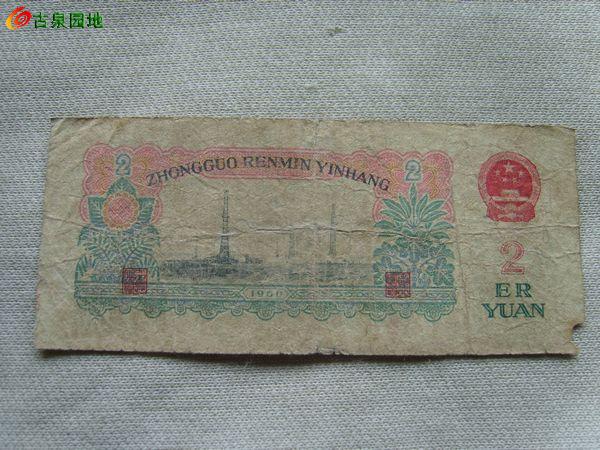 古泉园地
ZHONGGUO RENMIN YINHANG
2
2
1960
2
ER
YUAN